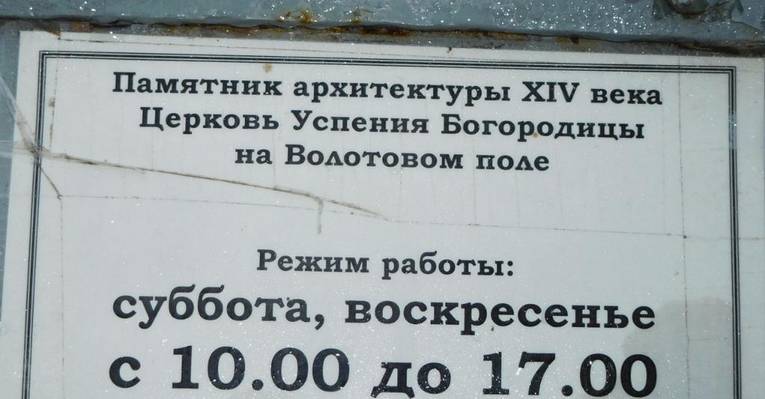 Памятник архитектуры XIV века
Церковь Успения Богородицы
на Волотовом поле
Режим работы:
суббота, воскресенье
с 10.00 до 17.00